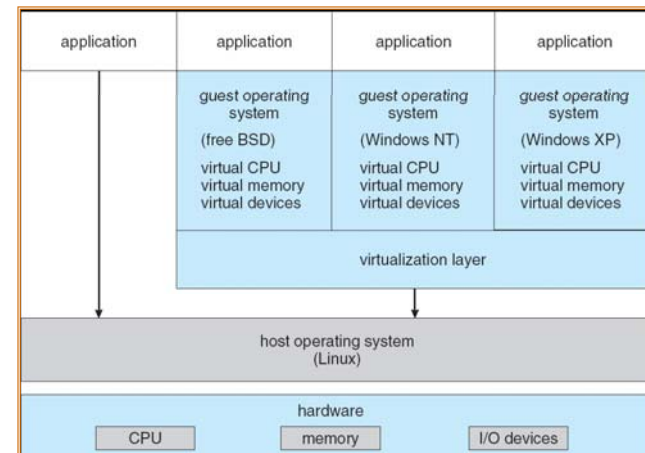 application
application
application
application
guest operating
system
(free BSD)
virtual CPU
virtual memory
virtual devices
guest operating
system
(Windows NT)
virtual CPU
virtual memory
virtual devices
guest operating
system
(Windows XP)
virtual CPU
virtual memory
virtual devices
virtualization layer
host operating system
(Linux)
hardware
CPU
memory
I/O devices